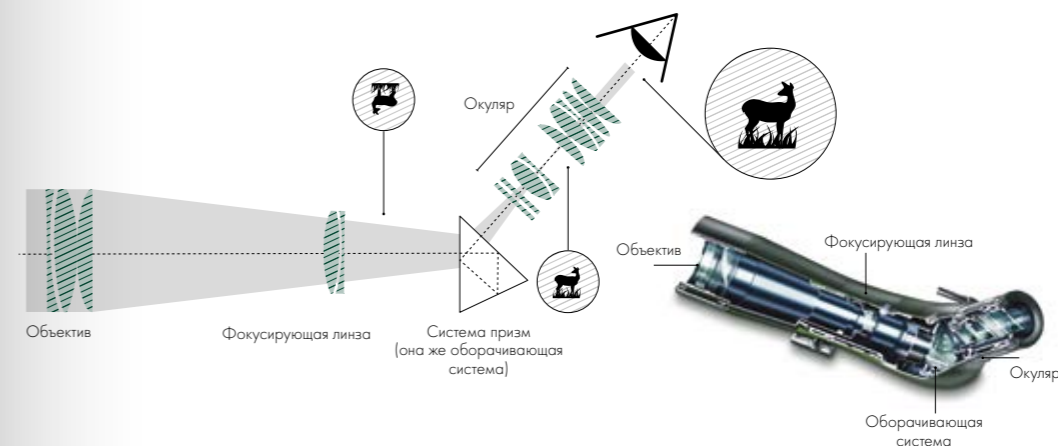 Окуляр
Объектив
Фокусирующая линза
Система призм
(она же оборачивающая
система)
Объектив
Фокусирующая линза
Окуляр
Оборачивающая
система